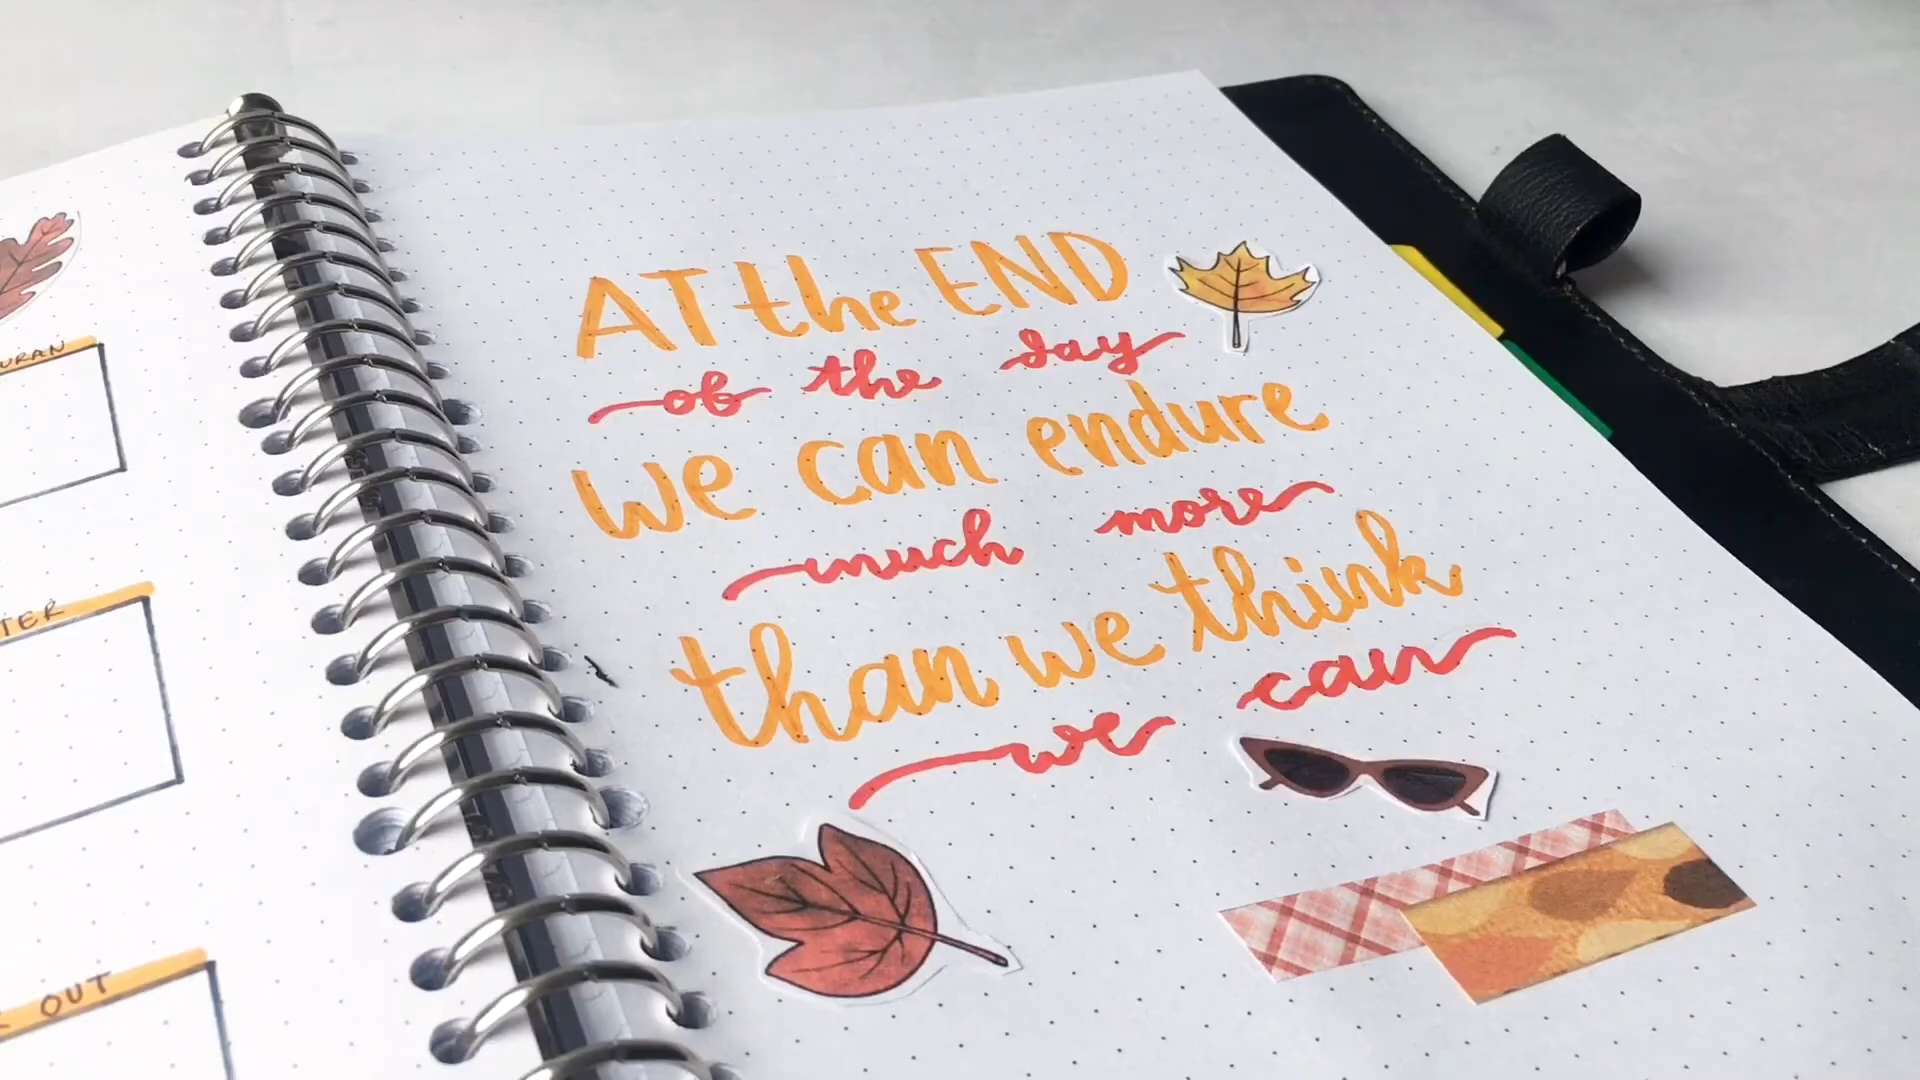 URAN
TER
OUT
AT the END
of the day
we can endure
much more
than we think
we can